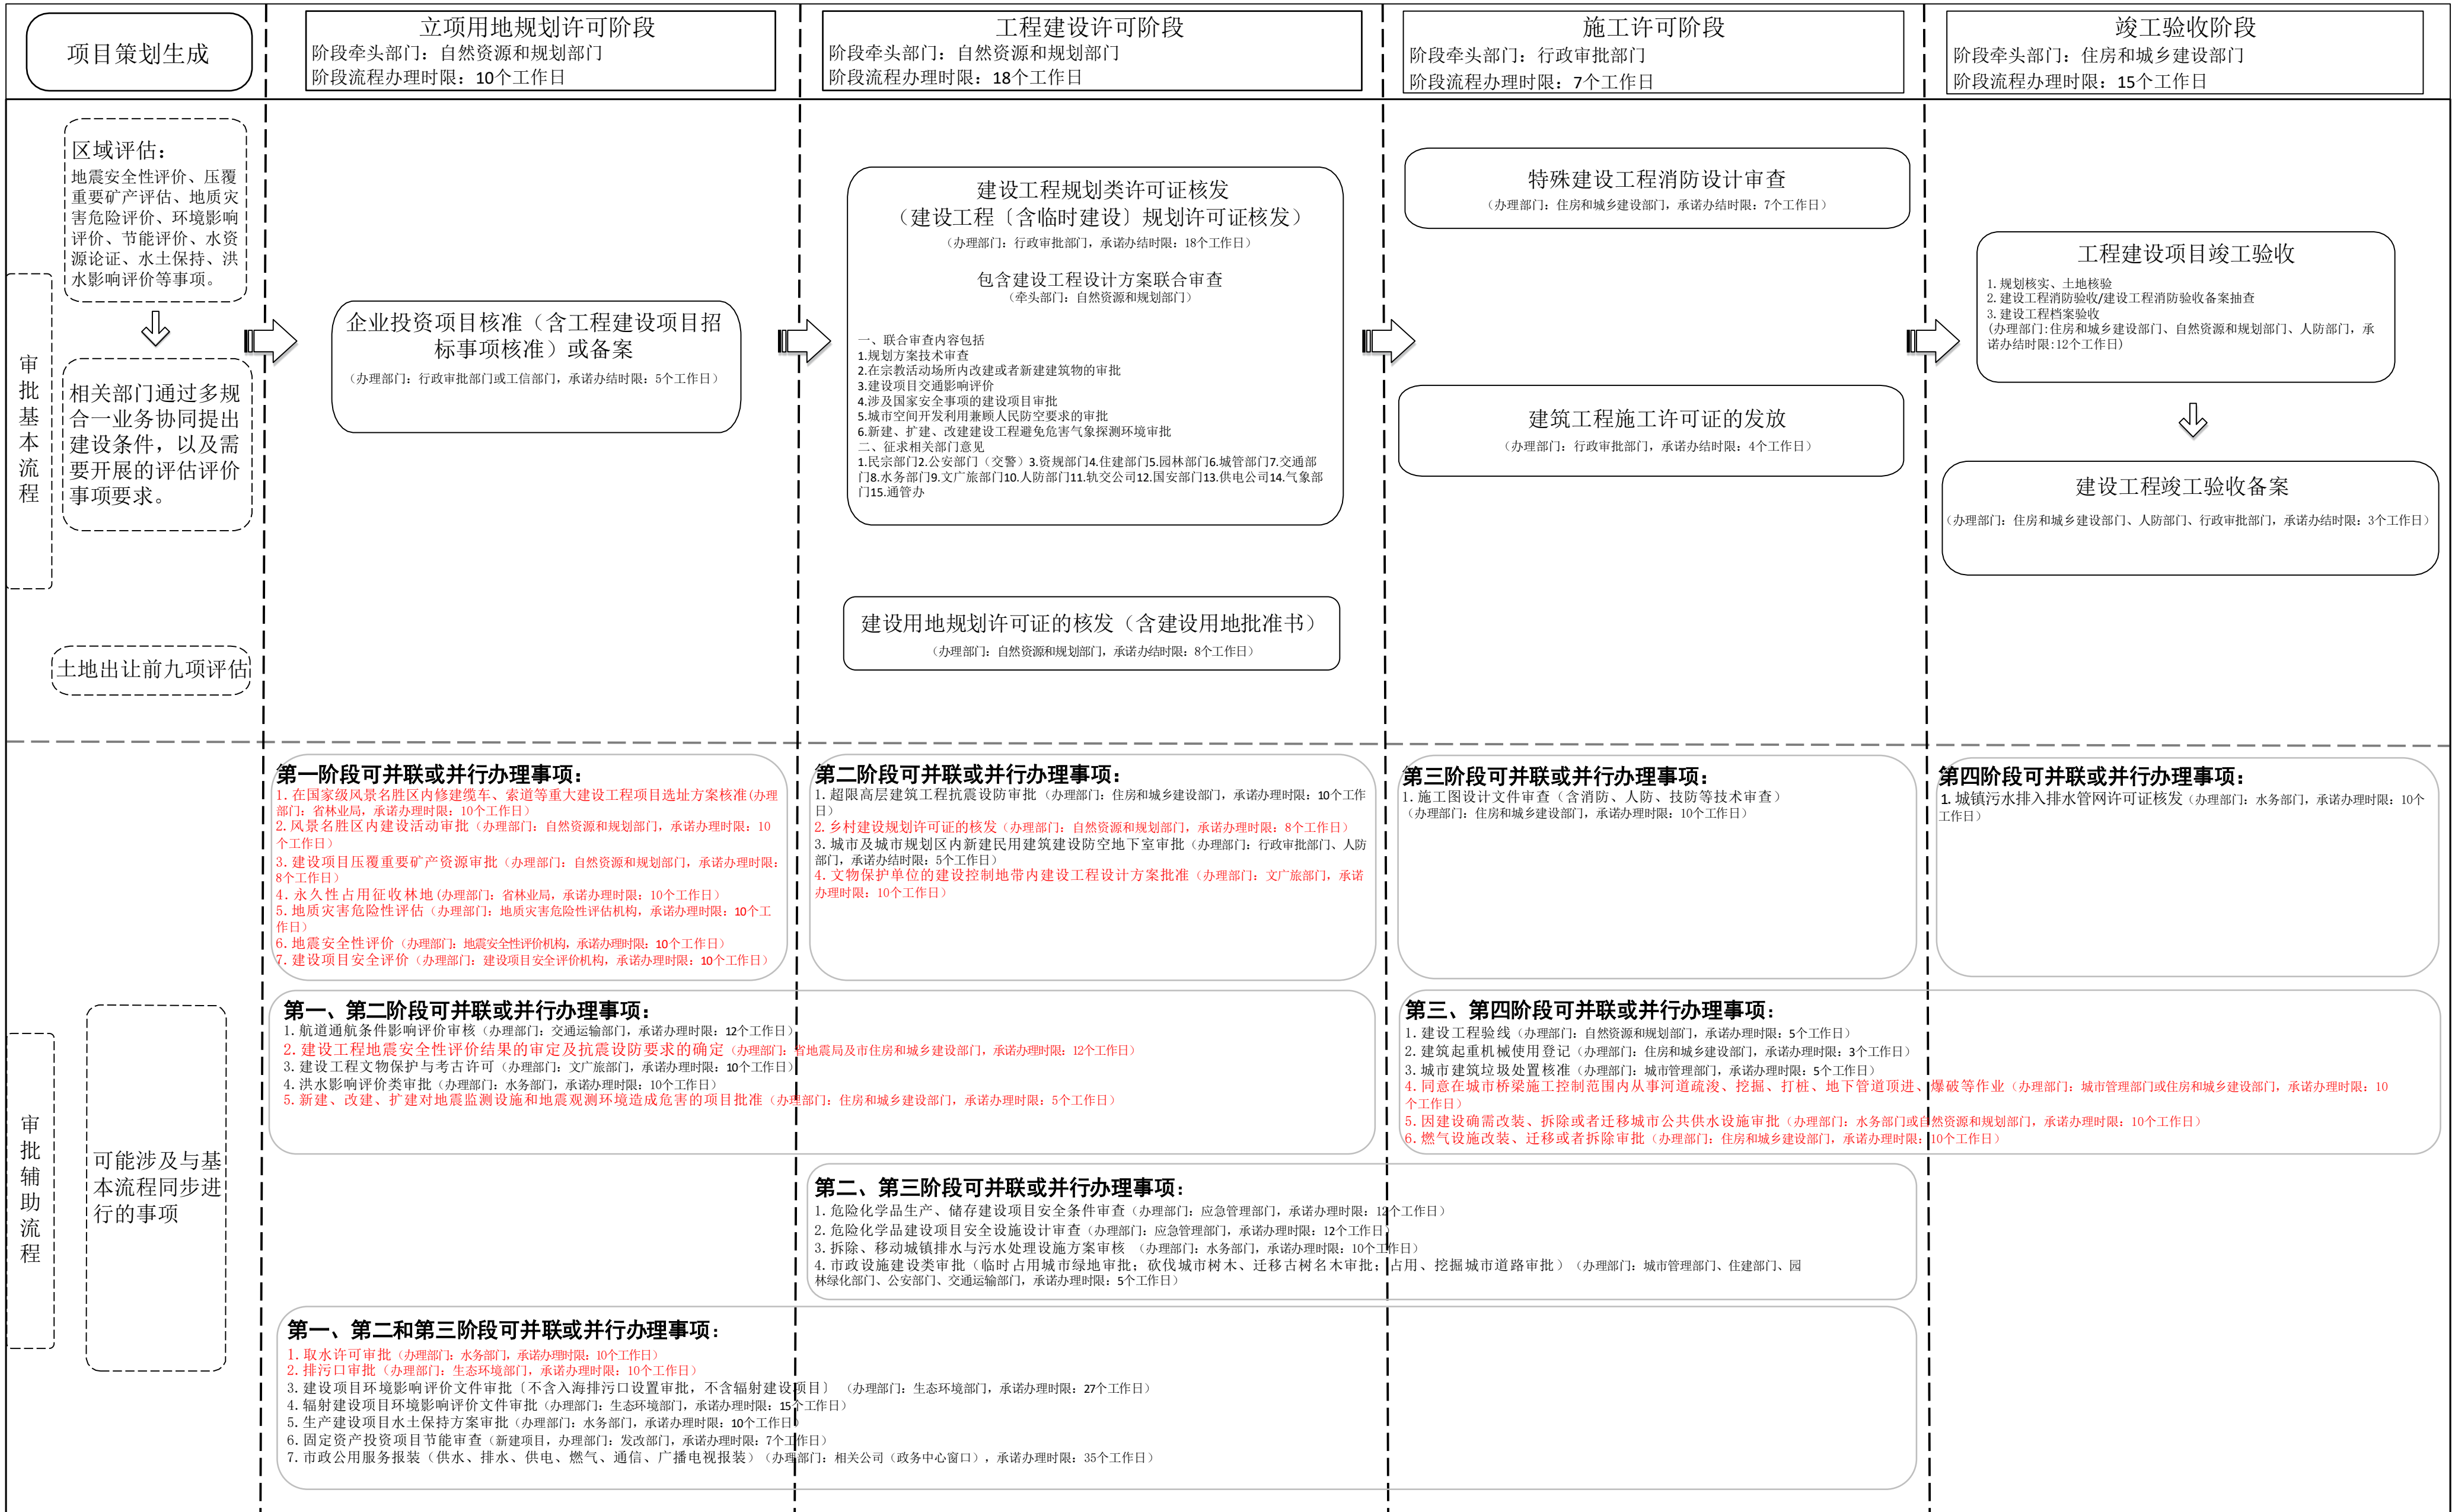 项目策划生成
立项用地规划许可阶段
阶段牵头部门：自然资源和规划部门
阶段流程办理时限：10个工作日
工程建设许可阶段
阶段牵头部门：自然资源和规划部门
阶段流程办理时限：18个工作日
施工许可阶段
阶段牵头部门：行政审批部门
阶段流程办理时限：7个工作日
竣工验收阶段
阶段牵头部门：住房和城乡建设部门
阶段流程办理时限：15个工作日
审批基本流程
区域评估：
地震安全性评价、压覆
重要矿产评估、地质灾
害危险评价、环境影响
评价、节能评价、水资
源论证、水土保持、洪
水影响评价等事项。
相关部门通过多规
合一业务协同提出
建设条件，以及需
要开展的评估评价
事项要求。
土地出让前九项评估
企业投资项目核准（含工程建设项目招
标事项核准）或备案
（办理部门：行政审批部门或工信部门，承诺办结时限：5个工作日）
建设工程规划类许可证核发
（建设工程〔含临时建设〕规划许可证核发）
（办理部门：行政审批部门，承诺办结时限：18个工作日）
包含建设工程设计方案联合审查
（牵头部门：自然资源和规划部门）
一、联合审查内容包括
1.规划方案技术审查
2.在宗教活动场所内改建或者新建建筑物的审批
3.建设项目交通影响评价
4.涉及国家安全事项的建设项目审批
5.城市空间开发利用兼顾人民防空要求的审批
6.新建、扩建、改建建设工程避免危害气象探测环境审批
二、征求相关部门意见
1.民宗部门2.公安部门（交警）3.资规部门4.住建部门5.园林部门6.城管部门7.交通部
门8.水务部门9.文广旅部门10.人防部门11.轨交公司12.国安部门13.供电公司14.气象部
门15.通管办
建设用地规划许可证的核发（含建设用地批准书）
（办理部门：自然资源和规划部门，承诺办结时限：8个工作日）
特殊建设工程消防设计审查
（办理部门：住房和城乡建设部门，承诺办结时限：7个工作日）
建筑工程施工许可证的发放
（办理部门：行政审批部门，承诺办结时限：4个工作日）
工程建设项目竣工验收
1.规划核实、土地核验
2.建设工程消防验收/建设工程消防验收备案抽查
3.建设工程档案验收
(办理部门:住房和城乡建设部门、自然资源和规划部门、人防部门，承
诺办结时限:12个工作日)
建设工程竣工验收备案
（办理部门：住房和城乡建设部门、人防部门、行政审批部门，承诺办结时限：3个工作日）
审批辅助流程
可能涉及与基
本流程同步进
行的事项
第一阶段可并联或并行办理事项：
1.在国家级风景名胜区内修建缆车、索道等重大建设工程项目选址方案核准(办理
部门：省林业局，承诺办理时限：10个工作日）
2.风景名胜区内建设活动审批（办理部门：自然资源和规划部门，承诺办理时限：10
个工作日）
3.建设项目压覆重要矿产资源审批（办理部门：自然资源和规划部门，承诺办理时限：
8个工作日）
4.永久性占用征收林地(办理部门：省林业局，承诺办理时限：10个工作日）
5.地质灾害危险性评估（办理部门：地质灾害危险性评估机构，承诺办理时限：10个工
作日）
6.地震安全性评价（办理部门：地震安全性评价机构，承诺办理时限：10个工作日）
7.建设项目安全评价（办理部门：建设项目安全评价机构，承诺办理时限：10个工作日）
第二阶段可并联或并行办理事项：
1.超限高层建筑工程抗震设防审批（办理部门：住房和城乡建设部门，承诺办理时限：10个工作
日）
2.乡村建设规划许可证的核发（办理部门：自然资源和规划部门，承诺办理时限：8个工作日）
3.城市及城市规划区内新建民用建筑建设防空地下室审批（办理部门：行政审批部门、人防
部门，承诺办结时限：5个工作日）
4.文物保护单位的建设控制地带内建设工程设计方案批准（办理部门：文广旅部门，承诺
办理时限：10个工作日）
第三阶段可并联或并行办理事项：
1.施工图设计文件审查（含消防、人防、技防等技术审查）
（办理部门：住房和城乡建设部门，承诺办理时限：10个工作日）
第四阶段可并联或并行办理事项：
1.城镇污水排入排水管网许可证核发（办理部门：水务部门，承诺办理时限：10个
工作日）
第一、第二阶段可并联或并行办理事项：
1.航道通航条件影响评价审核（办理部门：交通运输部门，承诺办理时限：12个工作日）
2.建设工程地震安全性评价结果的审定及抗震设防要求的确定（办理部门：省地震局及市住房和城乡建设部门，承诺办理时限：12个工作日）
3.建设工程文物保护与考古许可（办理部门：文广旅部门，承诺办理时限：10个工作日）
4.洪水影响评价类审批（办理部门：水务部门，承诺办理时限：10个工作日）
5.新建、改建、扩建对地震监测设施和地震观测环境造成危害的项目批准（办理部门：住房和城乡建设部门，承诺办理时限：5个工作日）
第三、第四阶段可并联或并行办理事项：
1.建设工程验线（办理部门：自然资源和规划部门，承诺办理时限：5个工作日）
2.建筑起重机械使用登记（办理部门：住房和城乡建设部门，承诺办理时限：3个工作日）
3.城市建筑垃圾处置核准（办理部门：城市管理部门，承诺办理时限：5个工作日）
4.同意在城市桥梁施工控制范围内从事河道疏浚、挖掘、打桩、地下管道顶进、爆破等作业（办理部门：城市管理部门或住房和城乡建设部门，承诺办理时限：10
个工作日）
5.因建设确需改装、拆除或者迁移城市公共供水设施审批（办理部门：水务部门或自然资源和规划部门，承诺办理时限：10个工作日）
6.燃气设施改装、迁移或者拆除审批（办理部门：住房和城乡建设部门，承诺办理时限：10个工作日）
第二、第三阶段可并联或并行办理事项：
1.危险化学品生产、储存建设项目安全条件审查（办理部门：应急管理部门，承诺办理时限：12个工作日）
2.危险化学品建设项目安全设施设计审查（办理部门：应急管理部门，承诺办理时限：12个工作日）
3.拆除、移动城镇排水与污水处理设施方案审核 （办理部门：水务部门，承诺办理时限：10个工作日）
4.市政设施建设类审批（临时占用城市绿地审批；砍伐城市树木、迁移古树名木审批；占用、挖掘城市道路审批）（办理部门：城市管理部门、住建部门、园
林绿化部门、公安部门、交通运输部门，承诺办理时限：5个工作日）
第一、第二和第三阶段可并联或并行办理事项：
1.取水许可审批（办理部门：水务部门，承诺办理时限：10个工作日）
2.排污口审批（办理部门：生态环境部门，承诺办理时限：10个工作日）
3.建设项目环境影响评价文件审批〔不含入海排污口设置审批，不含辐射建设项目〕（办理部门：生态环境部门，承诺办理时限：27个工作日）
4.辐射建设项目环境影响评价文件审批（办理部门：生态环境部门，承诺办理时限：15个工作日）
5.生产建设项目水土保持方案审批（办理部门：水务部门，承诺办理时限：10个工作日）
6.固定资产投资项目节能审查（新建项目，办理部门：发改部门，承诺办理时限：7个工作日）
7.市政公用服务报装（供水、排水、供电、燃气、通信、广播电视报装）（办理部门：相关公司（政务中心窗口），承诺办理时限：35个工作日）